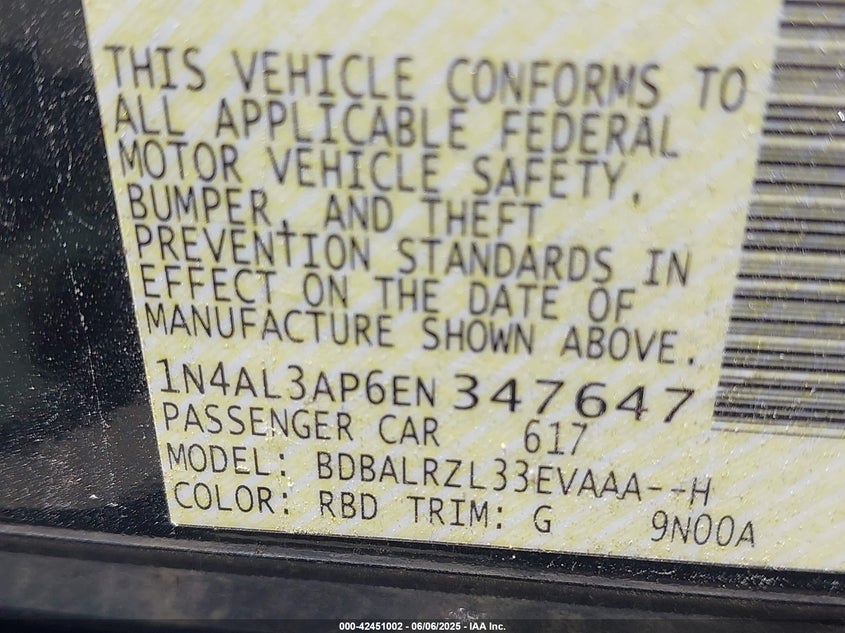 THIS VEHICLE CONFORMS TO
ALL APPLICABLE FEDERAL
MOTOR VEHICLE SAFETY,
BUMPER, AND THEFT
PREVENTION STANDARDS IN
EFFECT ON THE DATE OF
MANUFACTURE SHOWN ABOVE.
1N4AL3AP6EN 347647
PASSENGER CAR 617
MODEL: BDBALRZL33EVAAA--H
COLOR: RBD TRIM: G 9N00A
000-42451002 - 06/06/2025 - IAA Inc.